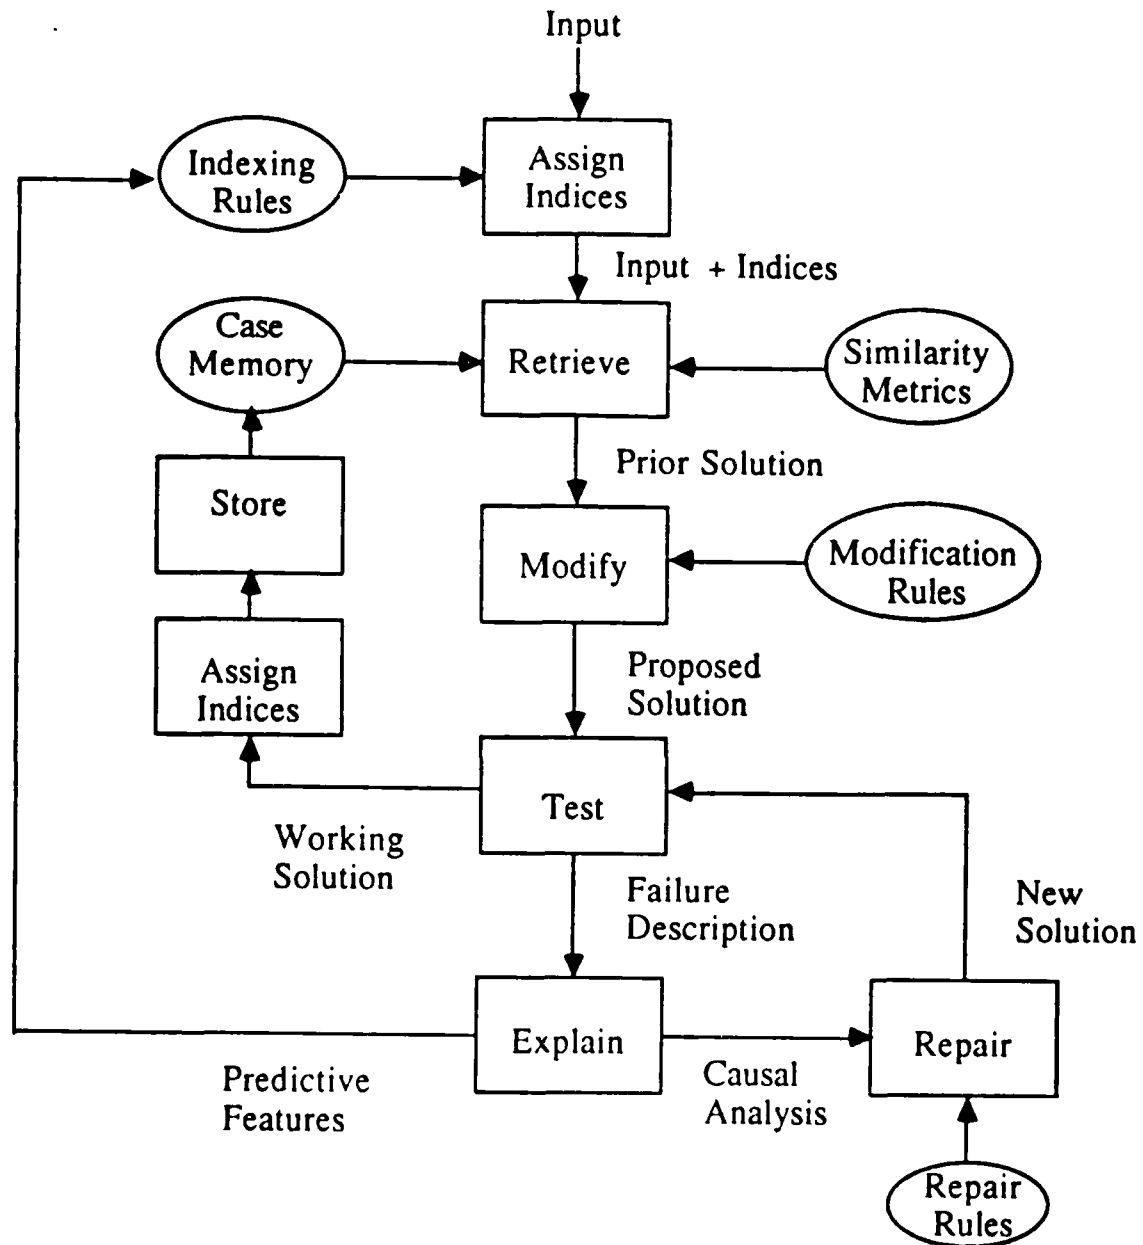 Input
Indexing
Rules
Assign
Indices
Input + Indices
Case
Memory
Retrieve
Similarity
Metrics
Prior Solution
Store
Modify
Modification
Rules
Assign
Indices
Proposed
Solution
Test
Working
Solution
Failure
Description
New
Solution
Explain
Repair
Predictive
Features
Causal
Analysis
Repair
Rules